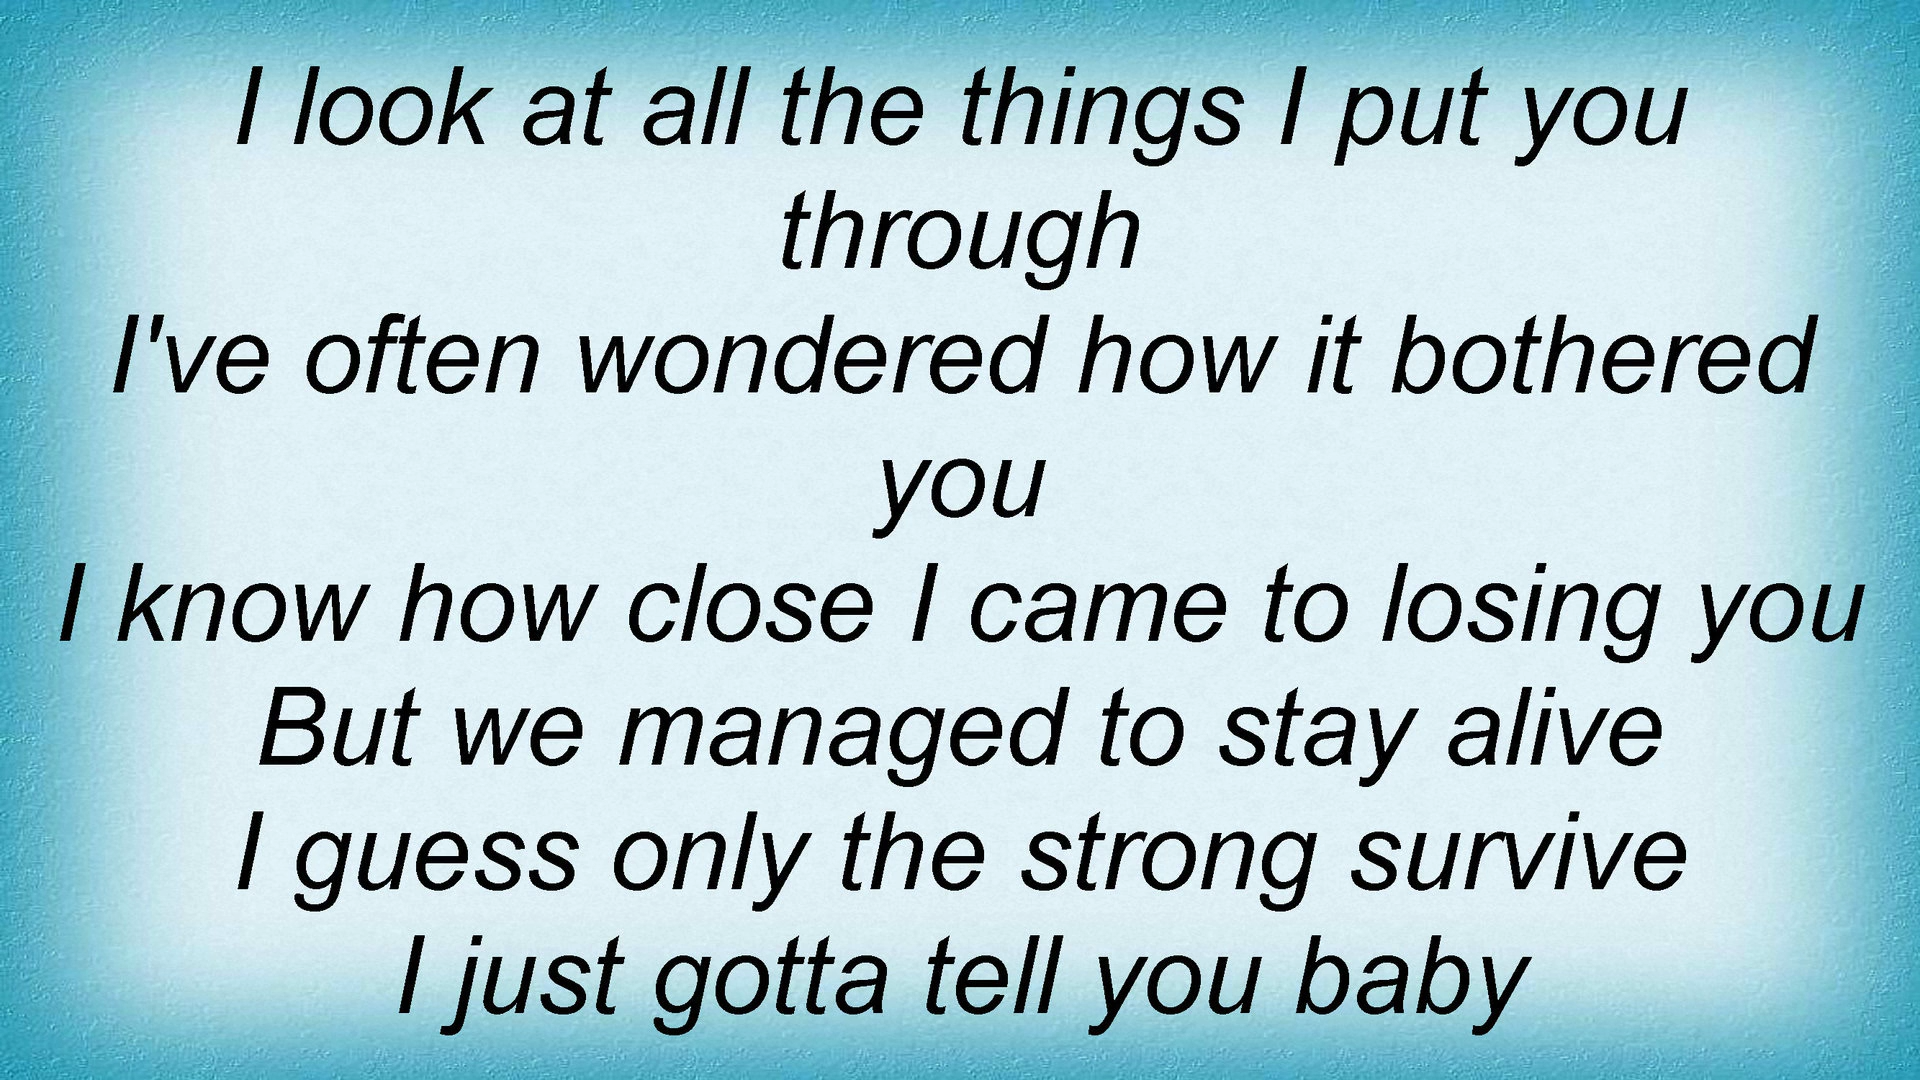 I look at all the things I put you
through
I've often wondered how it bothered
you
I know how close I came to losing you
But we managed to stay alive
I guess only the strong survive
I just gotta tell you baby